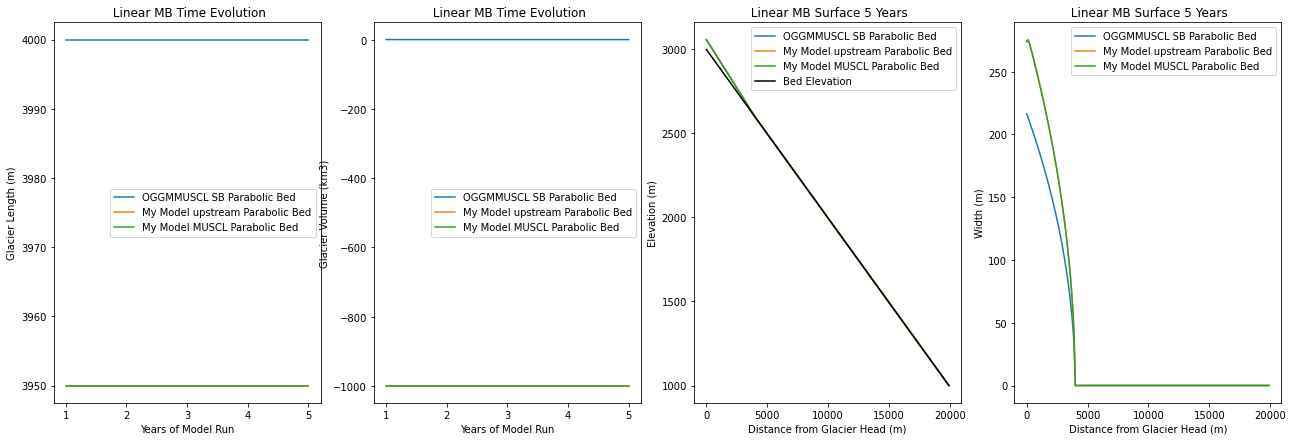 Linear MB Time Evolution
Glacier Length (m)
4000
3990
3980
3970
3960
3950
OGGMMUSCL SB Parabolic Bed
My Model upstream Parabolic Bed
My Model MUSCL Parabolic Bed
1 2 3 4 5
Years of Model Run
Linear MB Time Evolution
Glacier Volume (km3)
0
−200
−400
−600
−800
−1000
OGGMMUSCL SB Parabolic Bed
My Model upstream Parabolic Bed
My Model MUSCL Parabolic Bed
1 2 3 4 5
Years of Model Run
Linear MB Surface 5 Years
Elevation (m)
3000
2500
2000
1500
1000
OGGMMUSCL SB Parabolic Bed
My Model upstream Parabolic Bed
My Model MUSCL Parabolic Bed
Bed Elevation
0 5000 10000 15000 20000
Distance from Glacier Head (m)
Linear MB Surface 5 Years
Width (m)
250
200
150
100
50
0
OGGMMUSCL SB Parabolic Bed
My Model upstream Parabolic Bed
My Model MUSCL Parabolic Bed
0 5000 10000 15000 20000
Distance from Glacier Head (m)